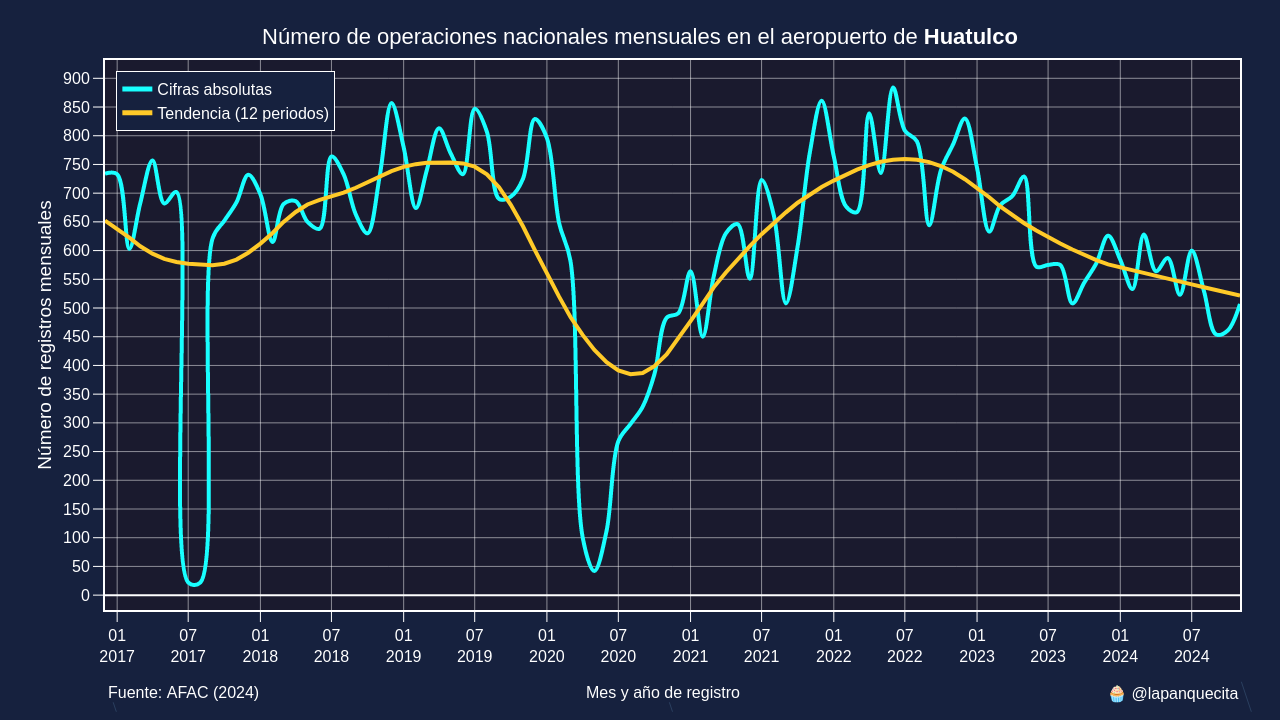 Número de operaciones nacionales mensuales en el aeropuerto de Huatulco
Cifras absolutas
Tendencia (12 periodos)
Número de registros mensuales
900
850
800
750
700
650
600
550
500
450
400
350
300
250
200
150
100
50
0
01 07 01 07 01 07 01 07 01 07 01 07 01 07 01 07
2017 2017 2018 2018 2019 2019 2020 2020 2021 2021 2022 2022 2023 2023 2024 2024
Fuente: AFAC (2024)
Mes y año de registro
🧁 @lapanquecita